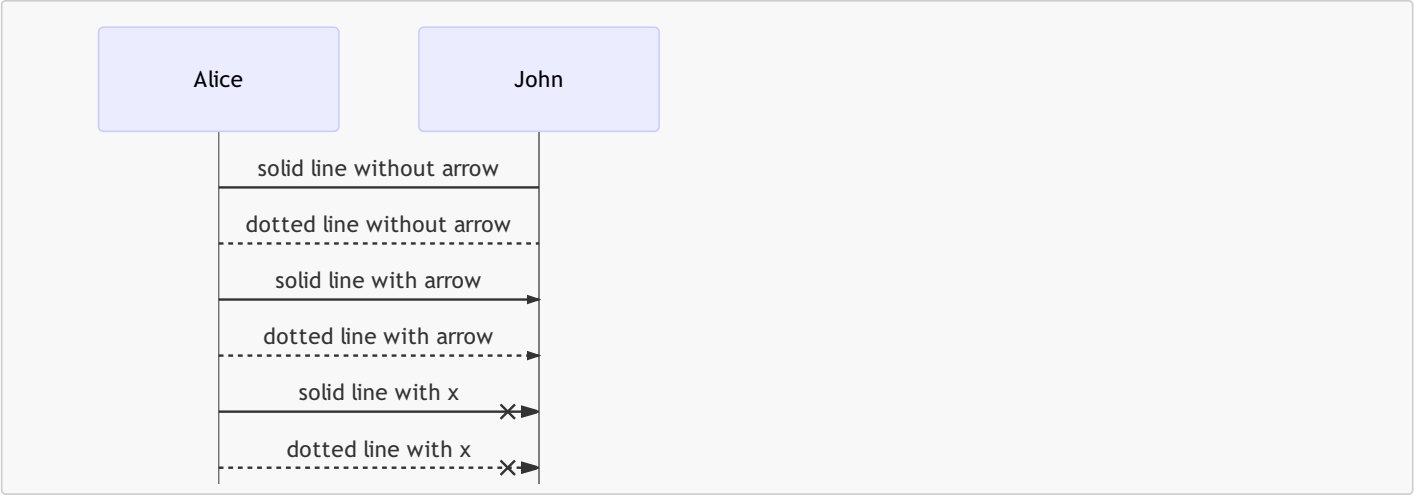 Alice
John
solid line without arrow
dotted line without arrow
solid line with arrow
dotted line with arrow
solid line with x
dotted line with x